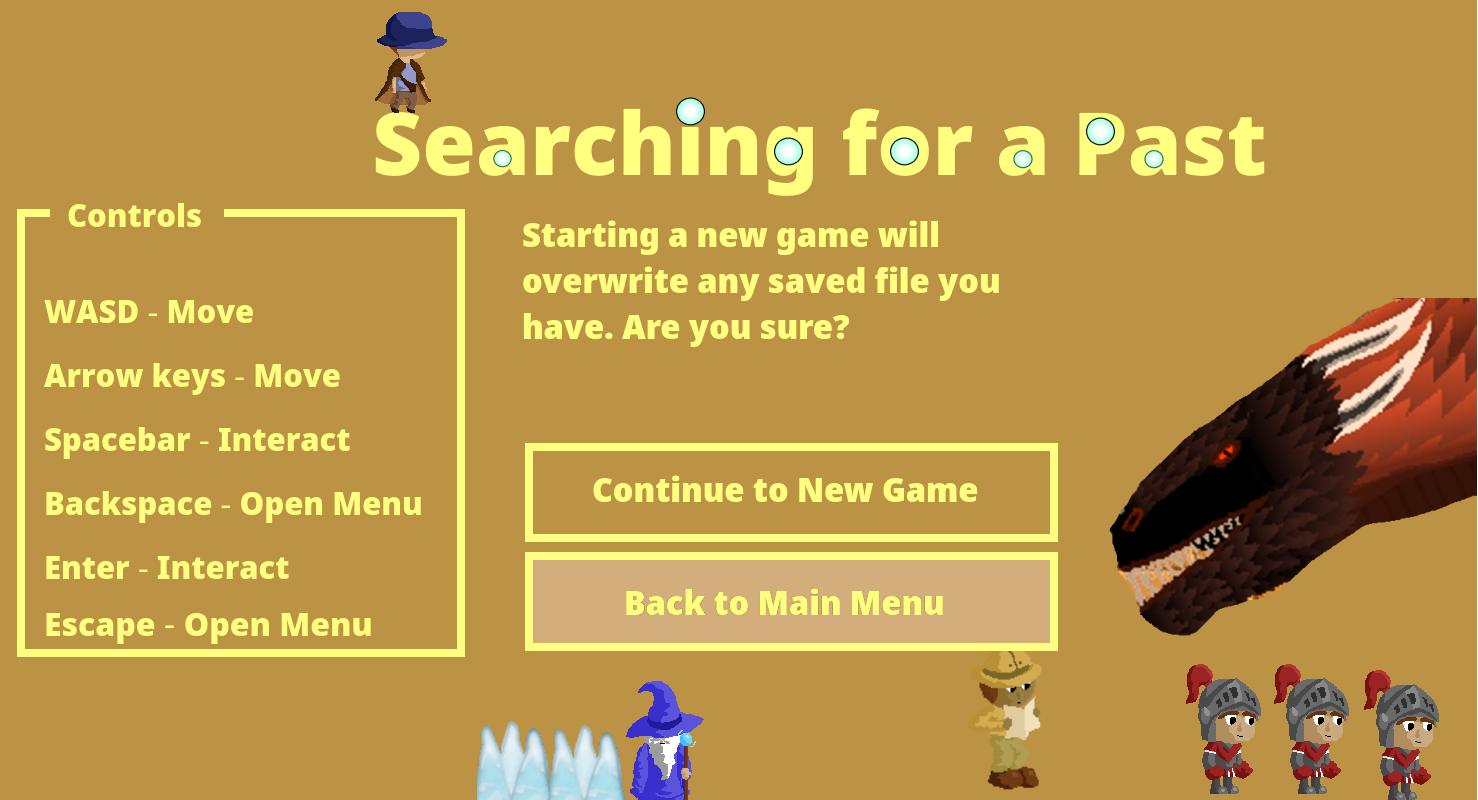 Searching for a Past
Controls
WASD - Move
Arrow keys - Move
Spacebar - Interact
Backspace - Open Menu
Enter - Interact
Escape - Open Menu
Starting a new game will
overwrite any saved file you
have. Are you sure?
Continue to New Game
Back to Main Menu